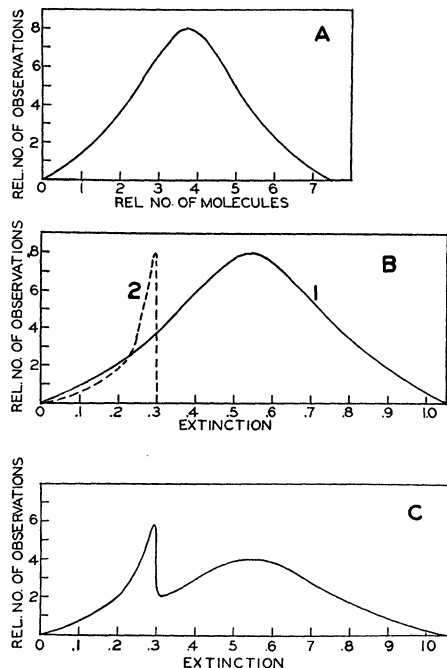 A
REL. NO. OF OBSERVATIONS
8
6
4
2
0 1 2 3 4 5 6 7
REL NO. OF MOLECULES
B
2
1
REL. NO. OF OBSERVATIONS
.8
6
4
2
0 .1 .2 .3 .4 .5 .6 .7 .8 .9 1.0
EXTINCTION
C
REL. NO. OF OBSERVATIONS
6
4
2
0 .1 .2 .3 .4 .5 .6 .7 .8 .9 1.0
EXTINCTION